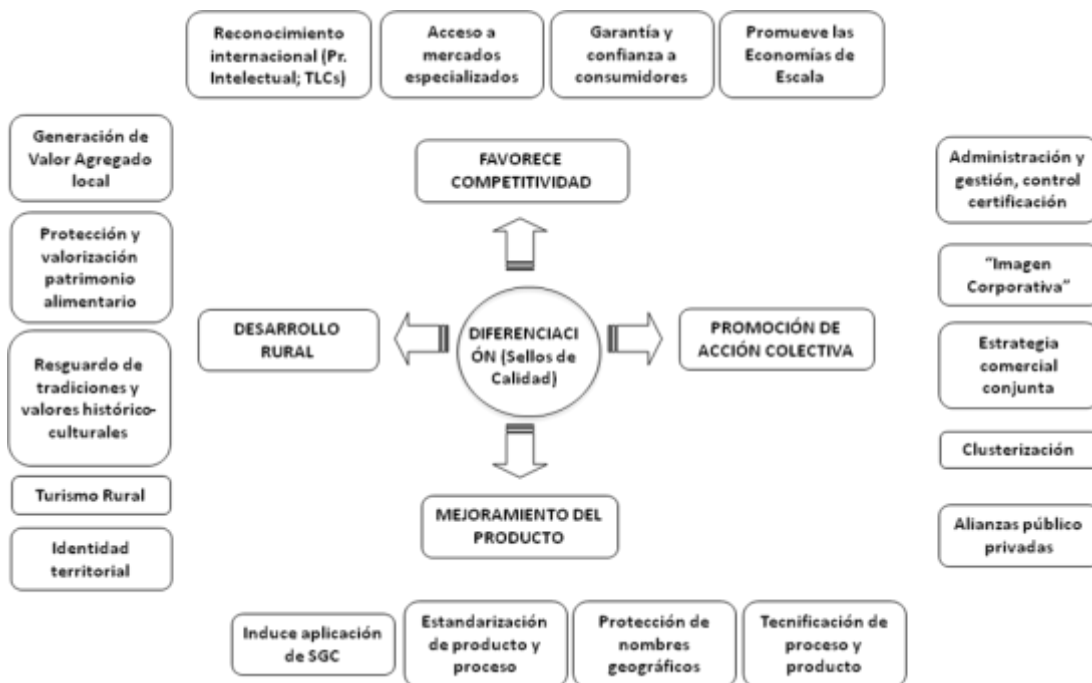 Reconocimiento
internacional (Pr.
Intelectual; TLCs)
Acceso a
mercados
especializados
Garantía y
confianza a
consumidores
Promueve las
Economías de
Escala
Generación de
Valor Agregado
local
Protección y
valorización
patrimonio
alimentario
Resguardo de
tradiciones y
valores histórico-
culturales
Turismo Rural
Identidad
territorial
FAVORECE
COMPETITIVIDAD
DESARROLLO
RURAL
DIFERENCIACI
ÓN (Sellos de
Calidad)
PROMOCIÓN DE
ACCIÓN COLECTIVA
MEJORAMIENTO DEL
PRODUCTO
Administración y
gestión, control
certificación
“Imagen
Corporativa”
Estrategia
comercial
conjunta
Clusterización
Alianzas público
privadas
Induce aplicación
de SGC
Estandarización
de producto y
proceso
Protección de
nombres
geográficos
Tecnificación de
proceso y
producto